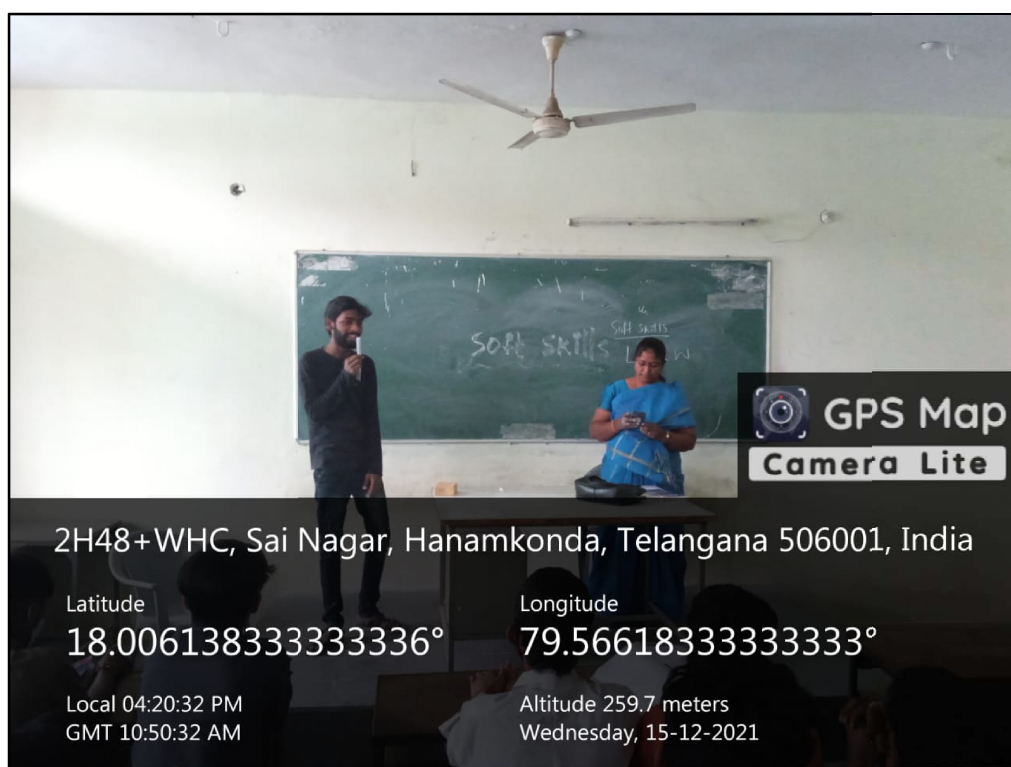 Soft skills
Soft skills
GPS Map
Camera Lite
2H48+WHC, Sai Nagar, Hanamkonda, Telangana 506001, India
Latitude
18.006138333333336°
Longitude
79.56618333333333°
Local 04:20:32 PM
GMT 10:50:32 AM
Altitude 259.7 meters
Wednesday, 15-12-2021